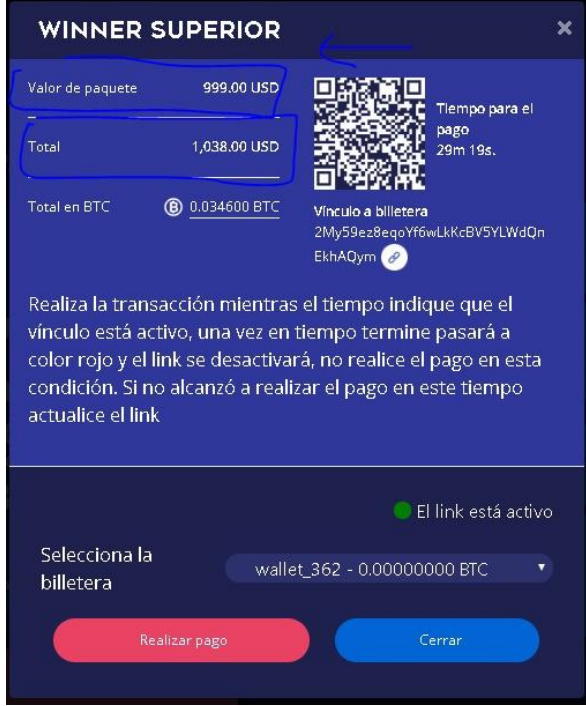 WINNER SUPERIOR ×
Valor de paquete 999.00 USD
Total 1,038.00 USD
Total en BTC 0.034600 BTC
Tiempo para el
pago
29m 19s.
Vínculo a billetera
2My59ez8eqoYf6wLkKcBV5YLWdQn
EkhAQym
Realiza la transacción mientras el tiempo indique que el
vínculo está activo, una vez en tiempo termine pasará a
color rojo y el link se desactivará, no realice el pago en esta
condición. Si no alcanzó a realizar el pago en este tiempo
actualice el link
El link está activo
Selecciona la
billetera
wallet_362 - 0.00000000 BTC
Realizar pago
Cerrar